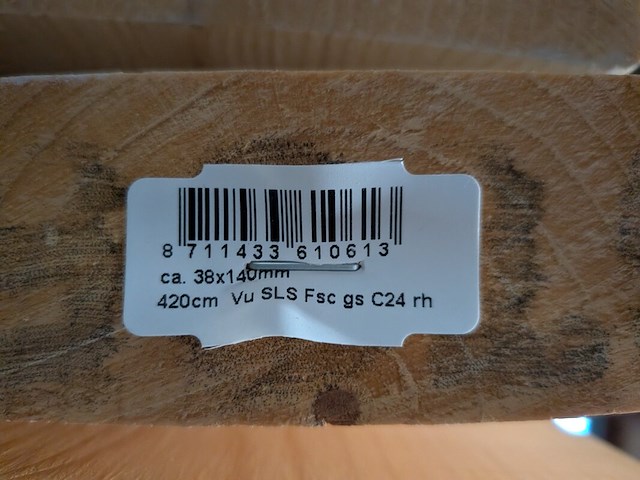 8 711433 610613
ca. 38x140mm
420cm Vu SLS Fsc gs C24 rh